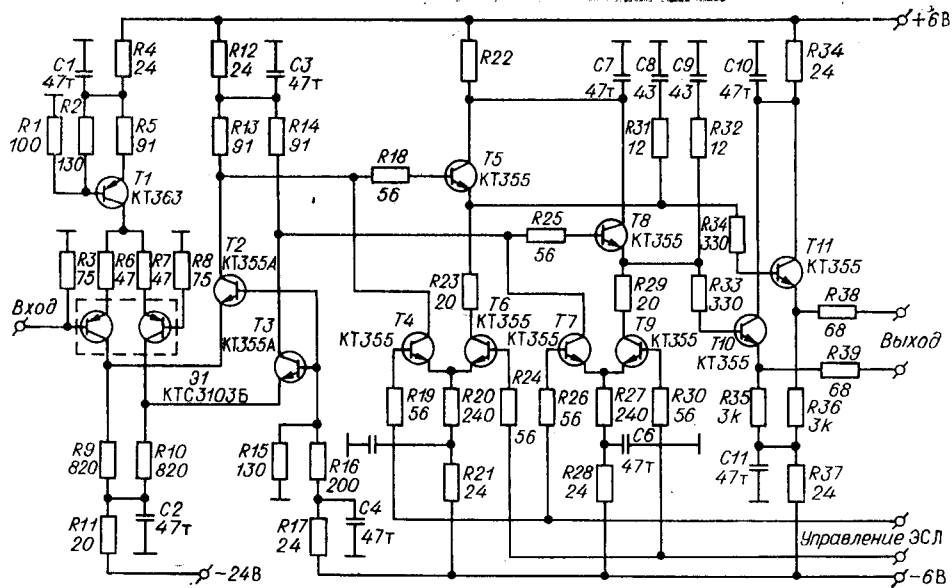 +6В
R4
24
C1
47т
R2
130
R1
100
R5
91
T1
КТ363
R3
75
R6
47
R7
47
R8
75
Вход
Э1
КТС3103Б
R9
820
R10
820
R11
20
C2
47т
-24В
R12
24
C3
47т
R13
91
R14
91
T2
КТ355А
T3
КТ355А
R15
130
R16
200
R17
24
C4
47т
R18
56
R22
T5
КТ355
R23
20
T4
КТ355
T6
КТ355
R19
56
R20
240
R24
56
R21
24
R25
56
T8
КТ355
C7
47т
C8
43
C9
43
C10
47т
R31
12
R32
12
R34
24
R34
330
R33
330
R29
20
T7
КТ355
T9
КТ355
R26
56
R27
240
R30
56
C6
47т
R28
24
T10
КТ355
T11
КТ355
R38
68
R39
68
Выход
R35
3к
R36
3к
C11
47т
R37
24
Управление ЭСЛ
-6В